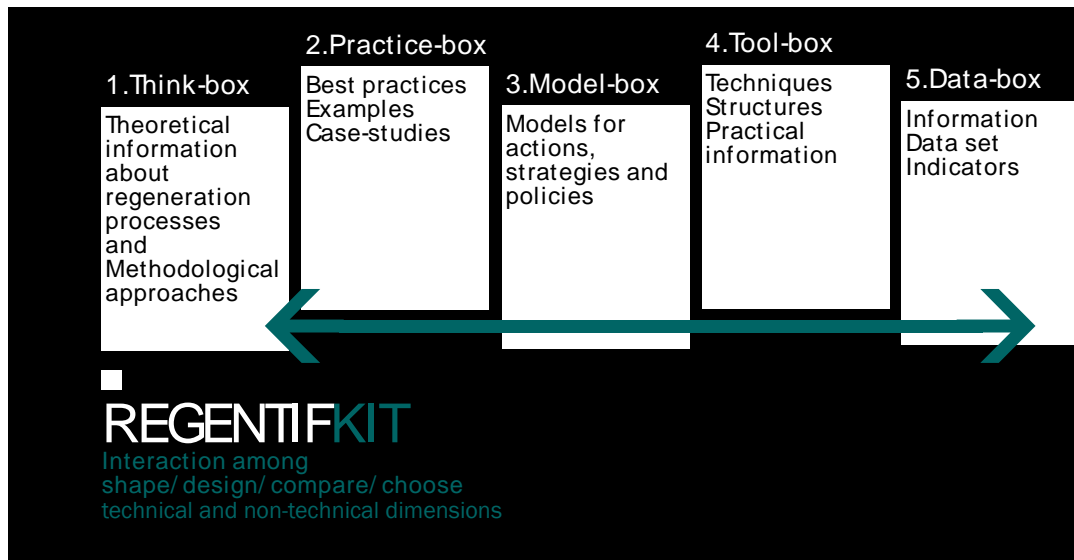 1.Think-box
Theoretical
information
about
regeneration
processes
and
Methodological
approaches
2.Practice-box
Best practices
Examples
Case-studies
3.Model-box
Models for
actions,
strategies and
policies
4.Tool-box
Techniques
Structures
Practical
information
5.Data-box
Information
Data set
Indicators
REGENTIFKIT
Interaction among
shape/ design/ compare/ choose
technical and non-technical dimensions